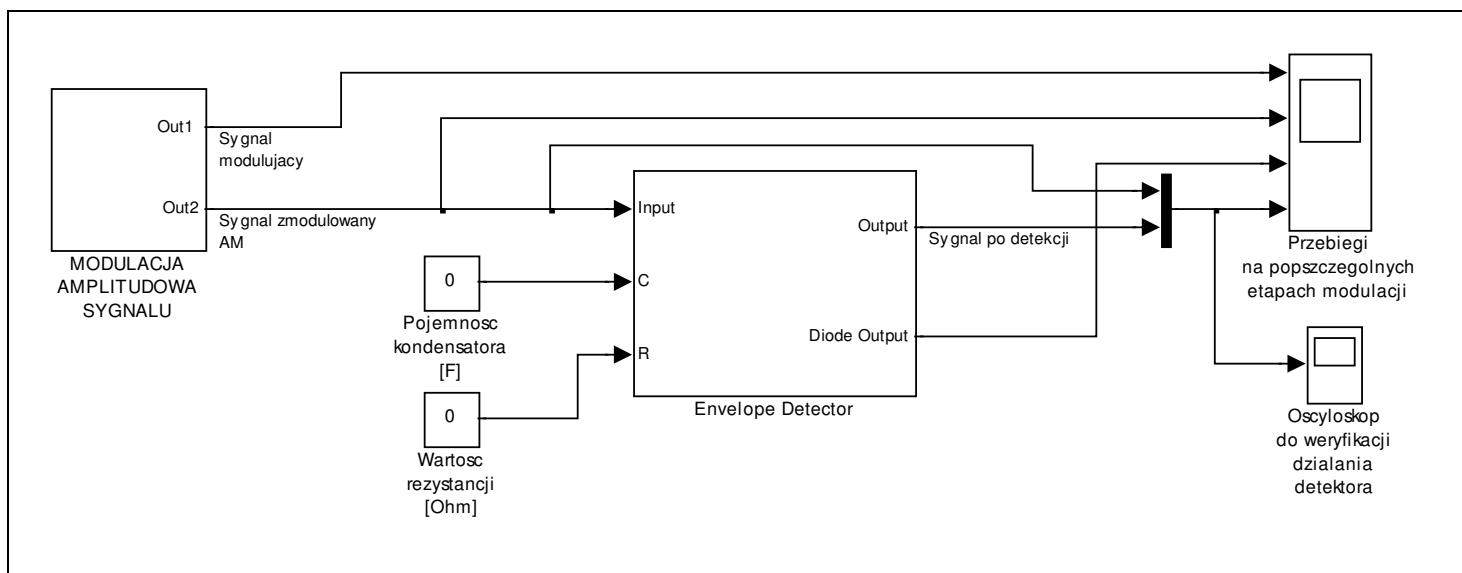 Out1
Sygnal
modulujacy
Out2
Sygnal zmodulowany
AM
MODULACJA
AMPLITUDOWA
SYGNALU
0
Pojemnosc
kondensatora
[F]
0
Wartosc
rezystancji
[Ohm]
Input
C
R
Output
Diode Output
Envelope Detector
Sygnal po detekcji
Przebiegi
na popszczegolnych
etapach modulacji
Oscyloskop
do weryfikacji
dzialania
detektora